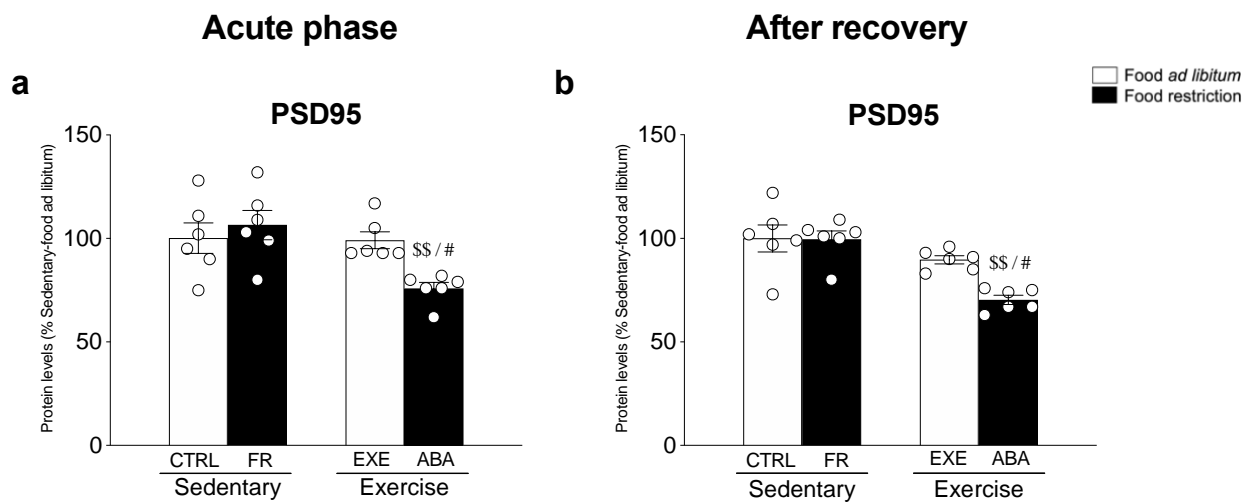 Acute phase
After recovery
a
b
Food ad libitum
Food restriction
PSD95
Protein levels (% Sedentary-food ad libitum)
150
100
50
0
$$ / #
CTRL FR EXE ABA
Sedentary Exercise
PSD95
Protein levels (% Sedentary-food ad libitum)
150
100
50
0
$$ / #
CTRL FR EXE ABA
Sedentary Exercise